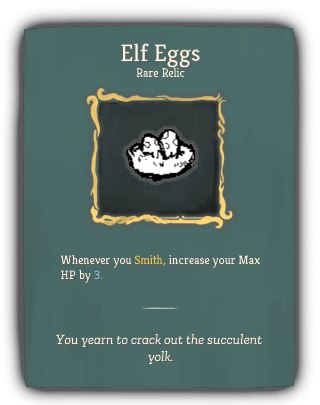 Elf Eggs
Rare Relic
Whenever you Smith, increase your Max
HP by 3.
You yearn to crack out the succulent
yolk.